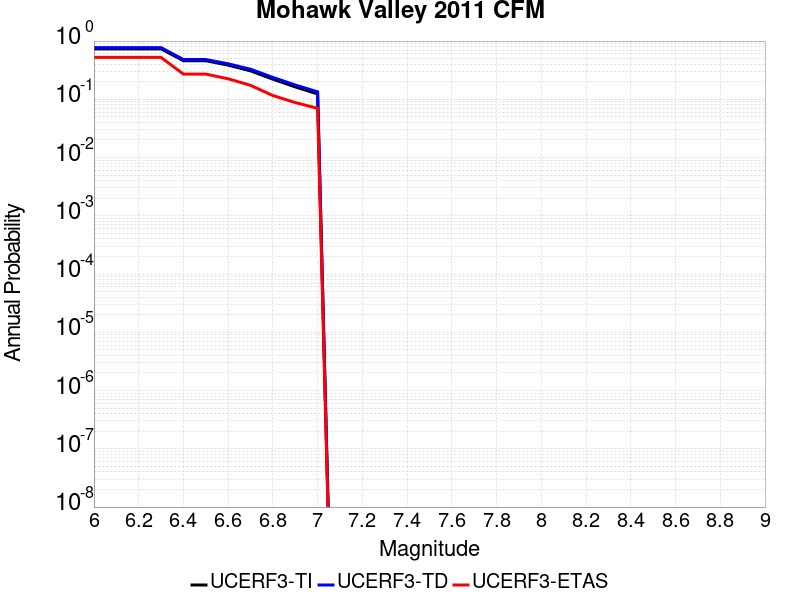 Mohawk Valley 2011 CFM
10^0
10^-1
10^-2
10^-3
10^-4
10^-5
10^-6
10^-7
10^-8
Annual Probability
6 6.2 6.4 6.6 6.8 7 7.2 7.4 7.6 7.8 8 8.2 8.4 8.6 8.8 9
Magnitude
UCERF3-TI UCERF3-TD UCERF3-ETAS